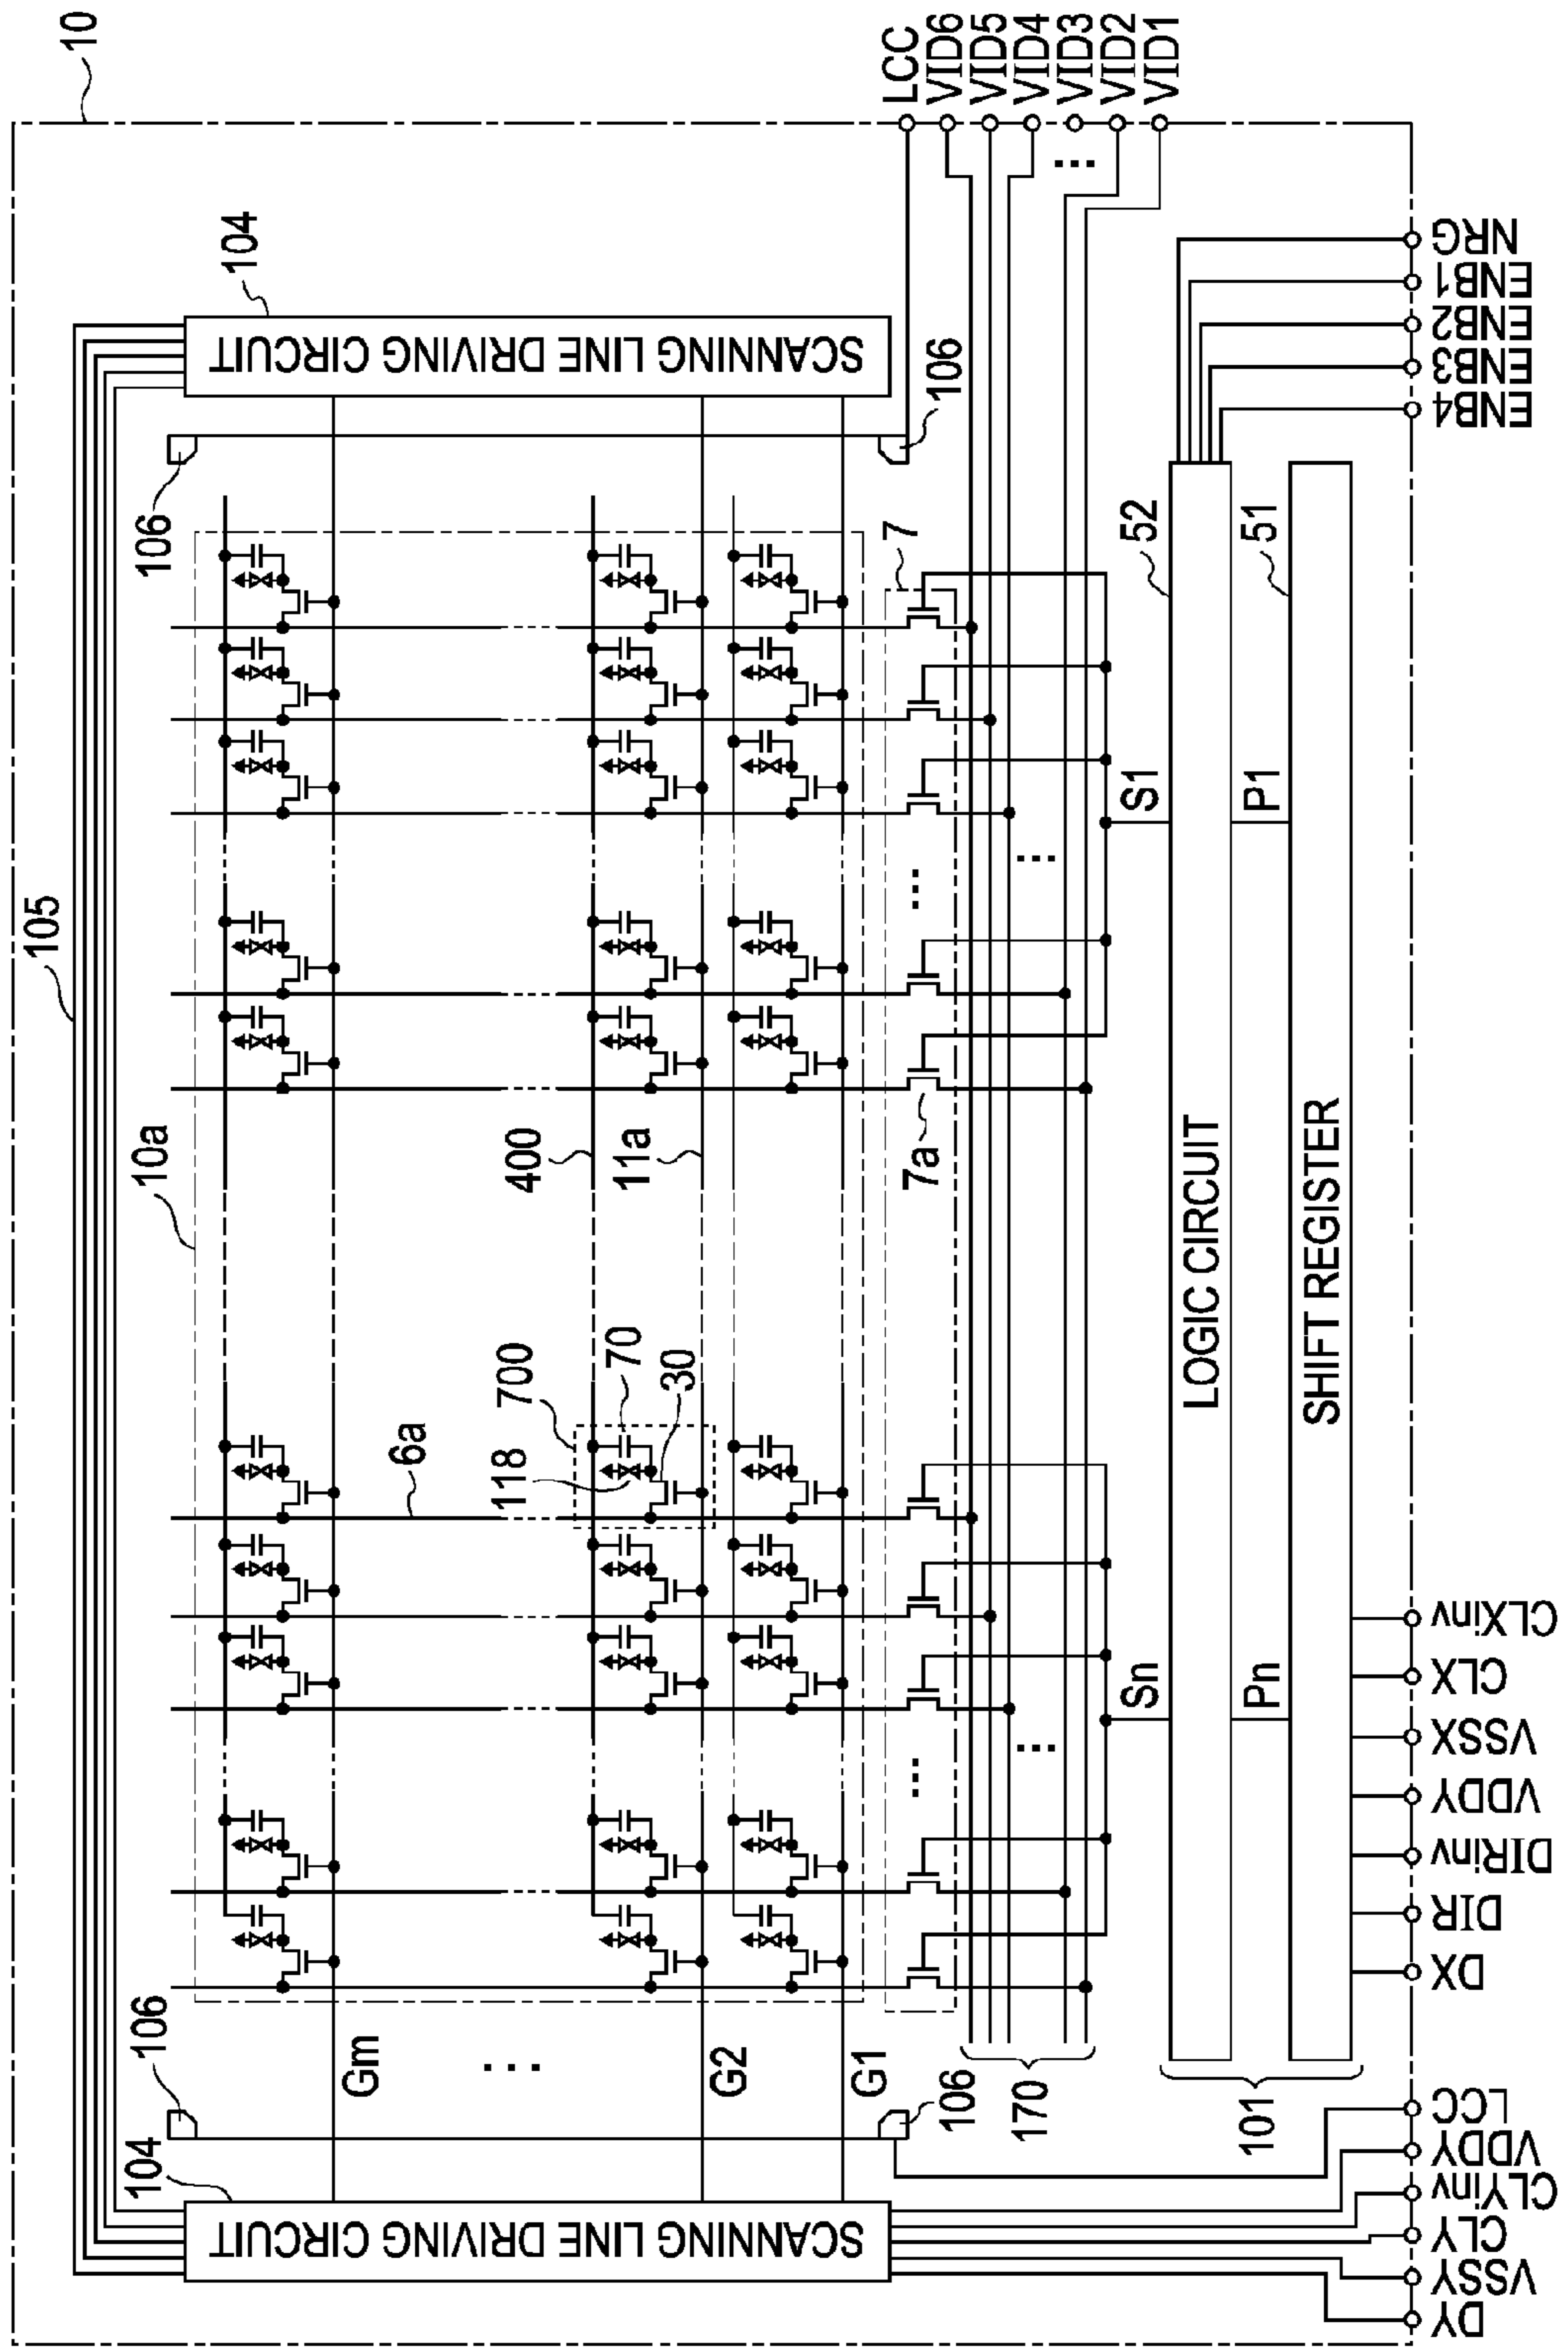 10
105
104
SCANNING LINE DRIVING CIRCUIT
106
106
LCC
VID6
VID5
VID4
VID3
VID2
VID1
...
10a
400
11a
7
7a
...
...
52
51
S1
P1
LOGIC CIRCUIT
SHIFT REGISTER
NRG
ENB1
ENB2
ENB3
ENB4
700
70
30
118
6a
...
...
Sn
Pn
106
104
SCANNING LINE DRIVING CIRCUIT
Gm
...
G2
G1
106
170
101
CLXinv
CLX
VSSX
VDDY
DIRinv
DIR
DX
LCC
VDDY
CLYinv
CLY
VSSY
DY